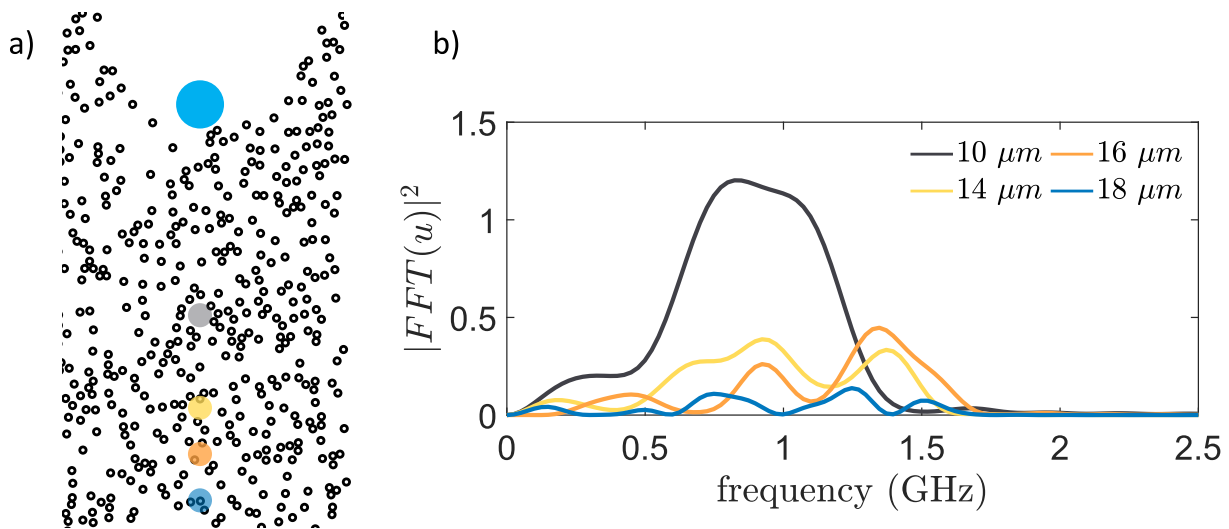 a)
b)
|FFT(u)|²
1.5
1
0.5
0
10 μm
16 μm
14 μm
18 μm
0 0.5 1 1.5 2 2.5
frequency (GHz)